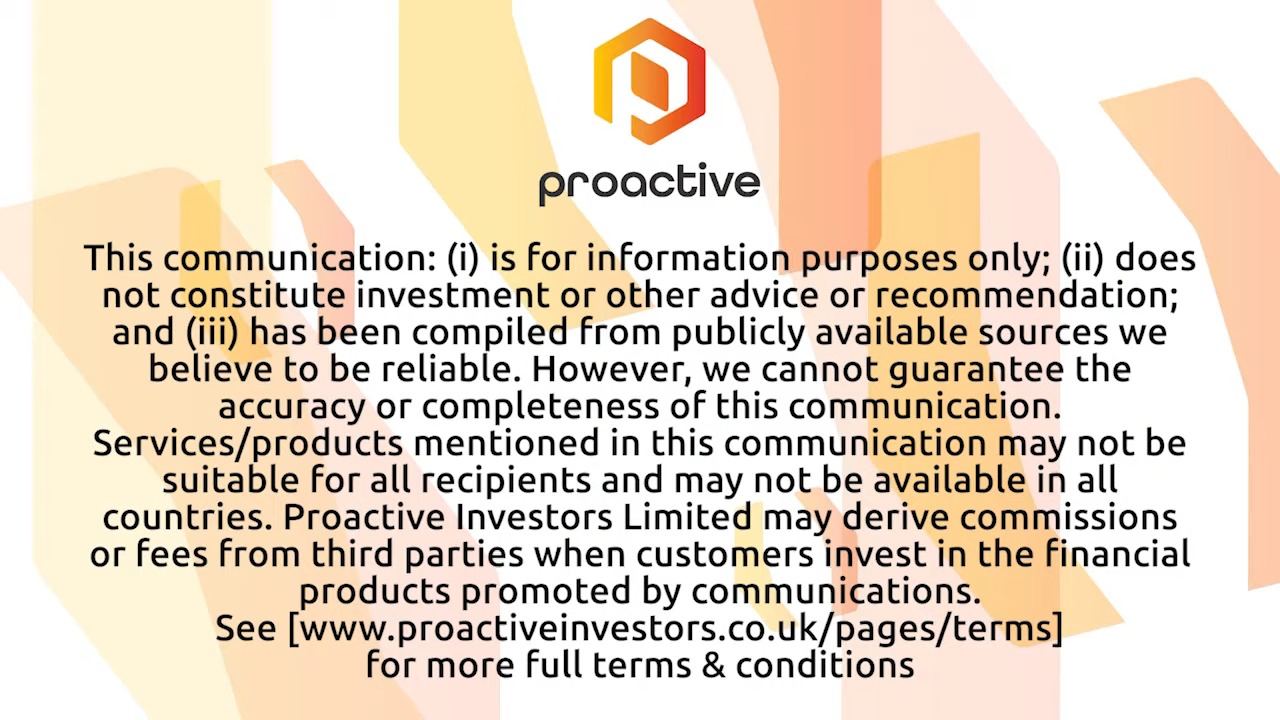 proactive
This communication: (i) is for information purposes only; (ii) does
not constitute investment or other advice or recommendation;
and (iii) has been compiled from publicly available sources we
believe to be reliable. However, we cannot guarantee the
accuracy or completeness of this communication.
Services/products mentioned in this communication may not be
suitable for all recipients and may not be available in all
countries. Proactive Investors Limited may derive commissions
or fees from third parties when customers invest in the financial
products promoted by communications.
See [www.proactiveinvestors.co.uk/pages/terms]
for more full terms & conditions